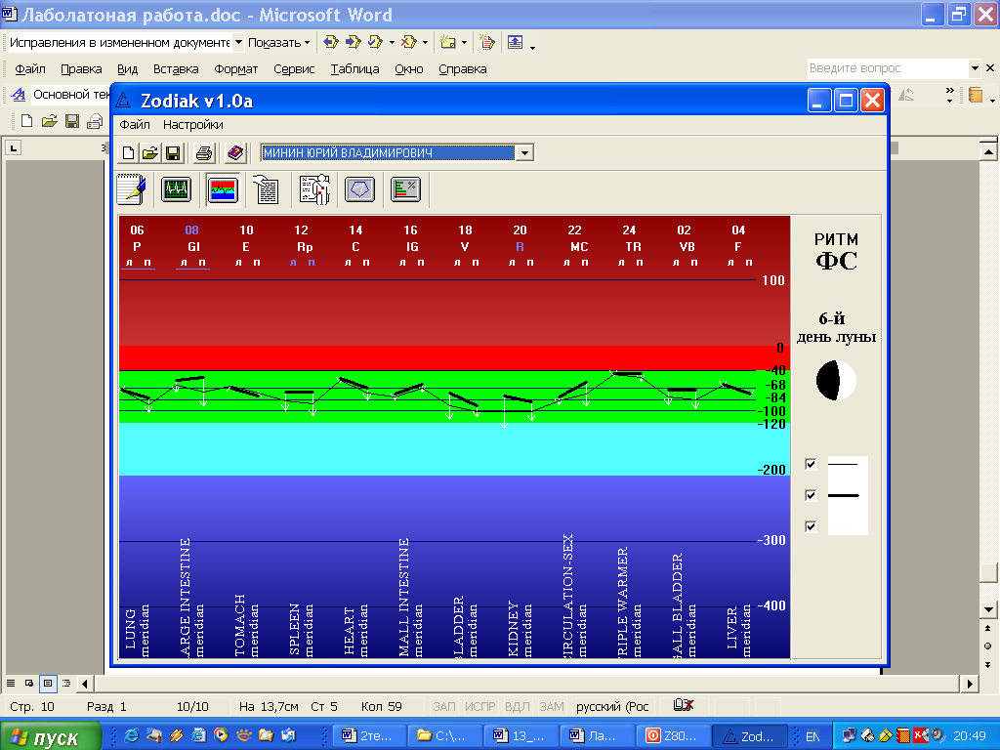 Лаболатоная работа.doc - Microsoft Word
Исправления в измененном документе Показать
Файл Правка Вид Вставка Формат Сервис Таблица Окно Справка Введите вопрос
Основной тек
Zodiak v1.0a
Файл Настройки
МИНИН ЮРИЙ ВЛАДИМИРОВИЧ
06 08 10 12 14 16 18 20 22 24 02 04
P GI E Rp C IG V R MC TR VB F
л п л п л п л п л п л п л п л п л п л п л п л п
РИТМ
ФС
100
6-й
день луны
0
-40
-68
-84
-100
-120
-200
-300
-400
LUNG
meridian
ARGE INTESTINE
meridian
TOMACH
meridian
SPLEEN
meridian
HEART
meridian
MALL INTESTINE
meridian
LADDER
meridian
KIDNEY
meridian
CIRCULATION-SEX
meridian
TRIPLE WARMER
meridian
GALL BLADDER
meridian
LIVER
meridian
Стр. 10 Разд 1 10/10 На 13,7см Ст 5 Кол 59 ЗАП ИСПР ВДЛ ЗАМ русский (Рос
пуск 2те... C:\... 13_... Ла... Z80... Zod... EN 20:49